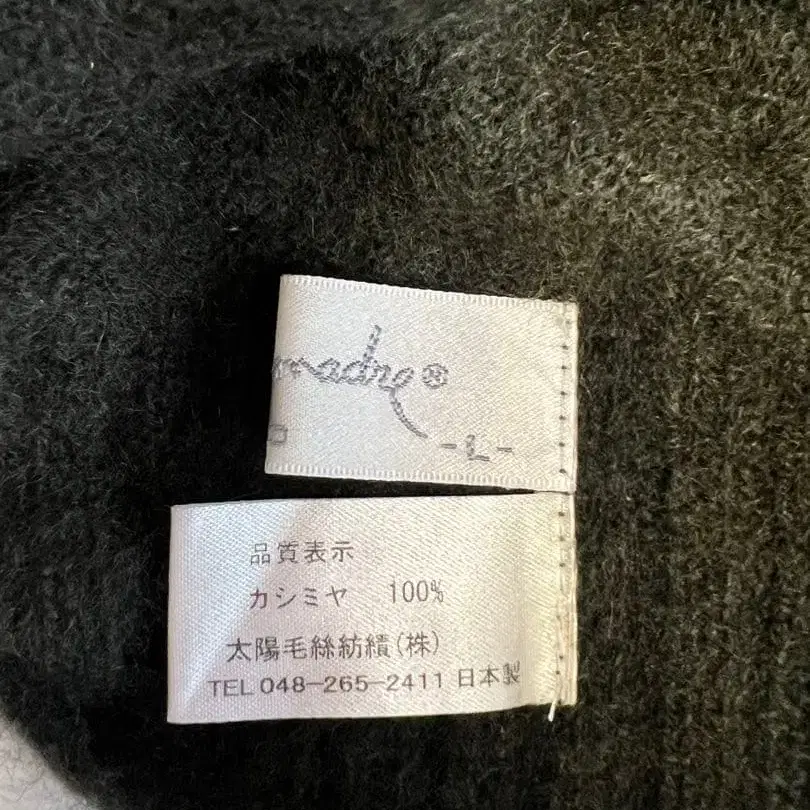 madre®
-L-
品質表示
カシミヤ 100%
太陽毛絲紡績(株)
TEL 048-265-2411 日本製